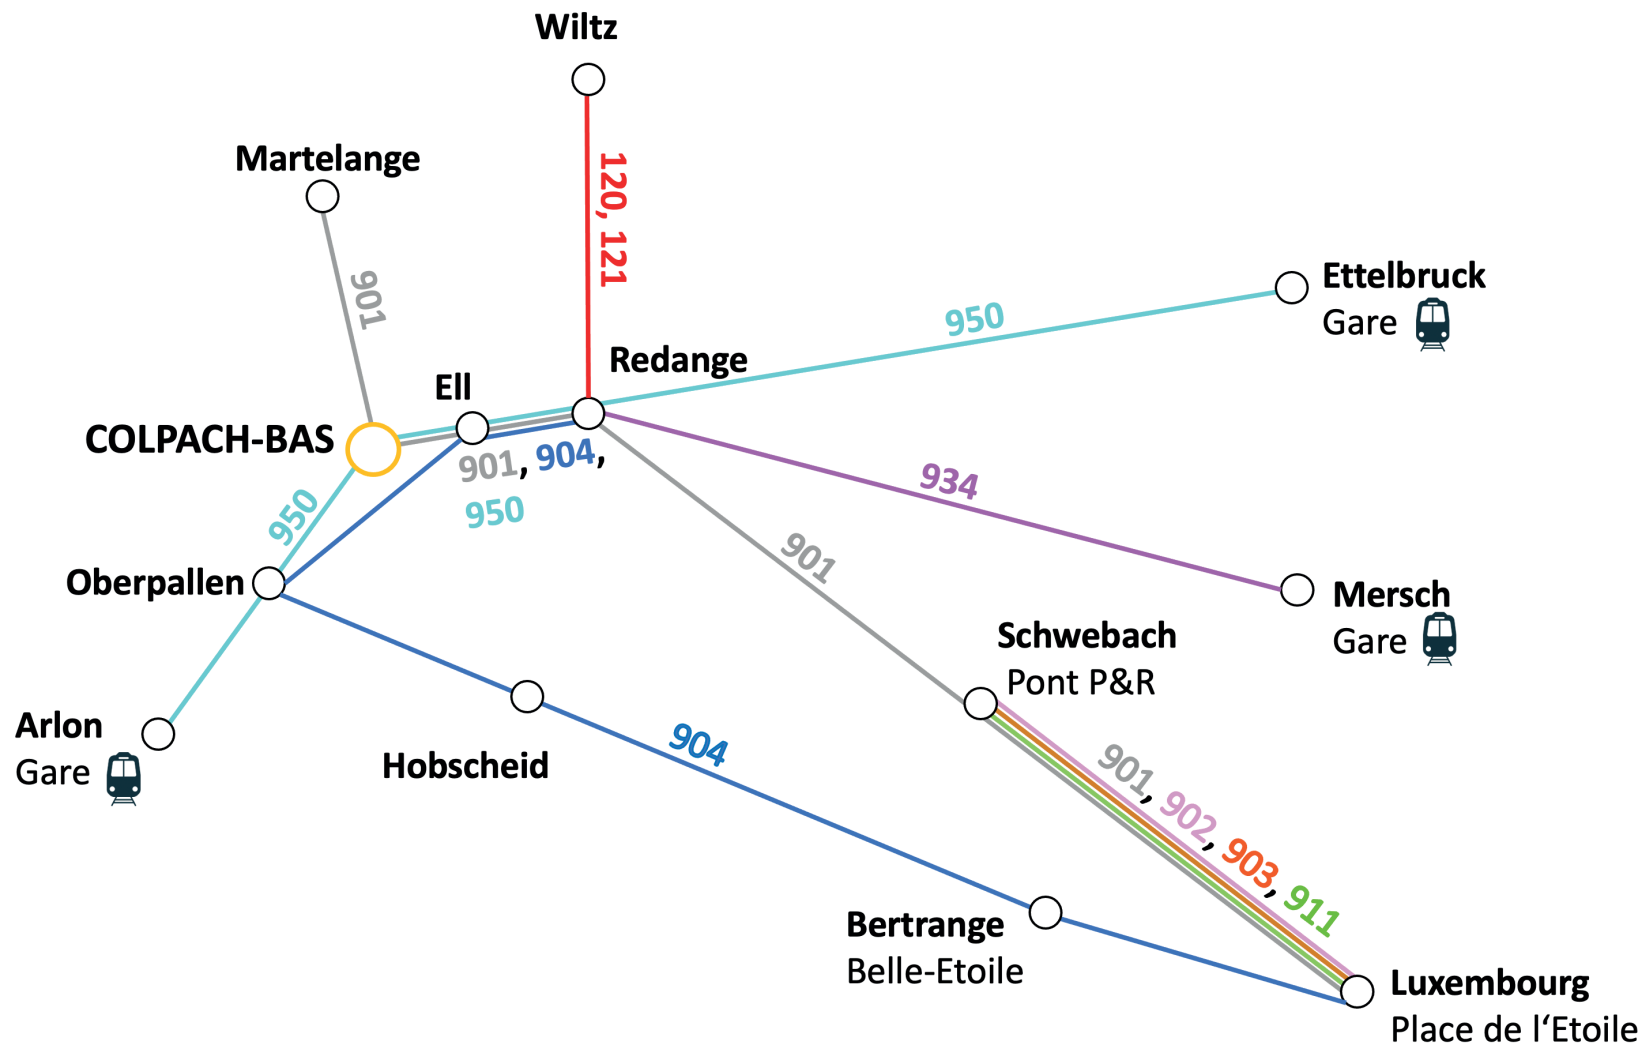 Wiltz
Martelange
120, 121
901
Ettelbruck
Gare
950
Redange
Ell
COLPACH-BAS
901, 904,
950
950
934
901
Oberpallen
Mersch
Gare
Schwebach
Pont P&R
Arlon
Gare
Hobscheid
904
901, 902, 903, 911
Bertrange
Belle-Etoile
Luxembourg
Place de l‘Etoile